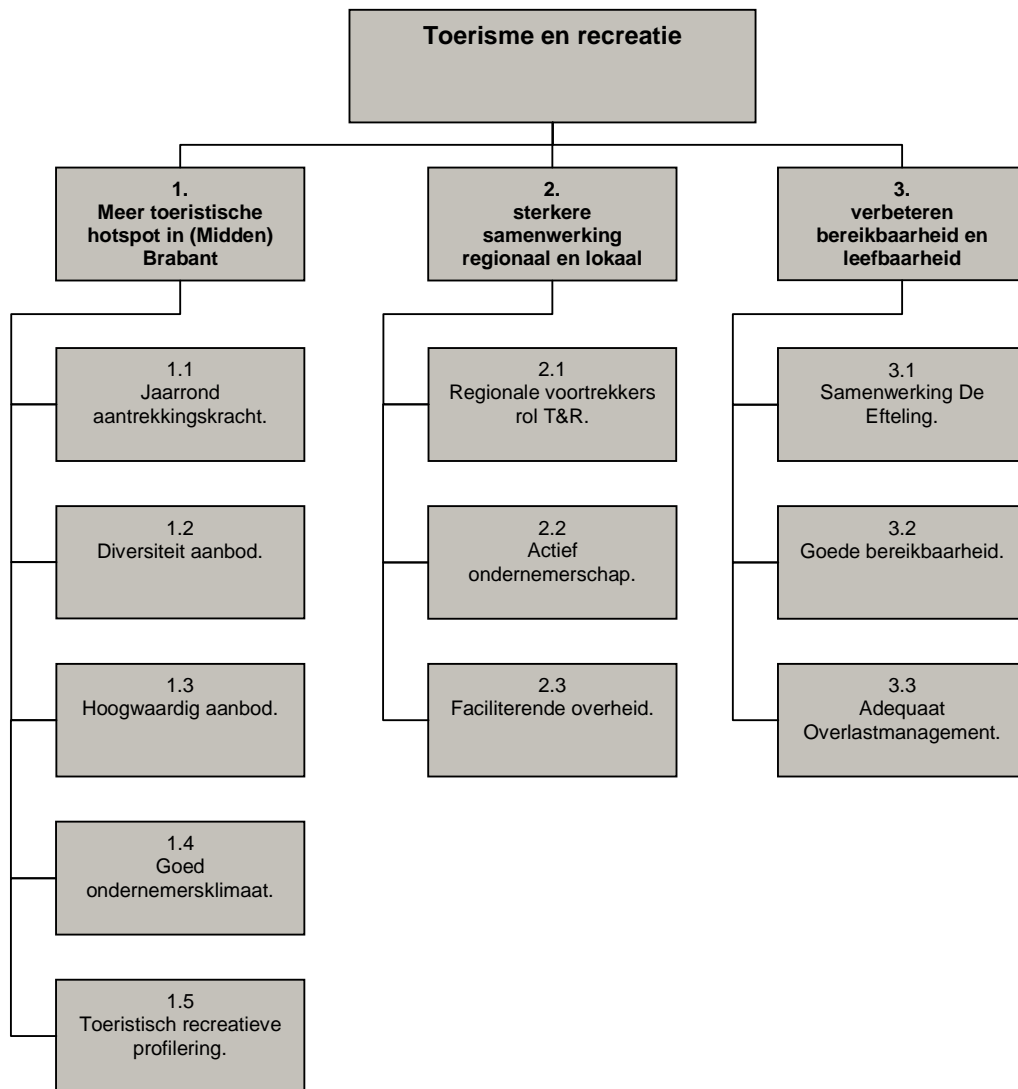 Toerisme en recreatie
1.
Meer toeristische
hotspot in (Midden)
Brabant
1.1
Jaarrond
aantrekkingskracht.
1.2
Diversiteit aanbod.
1.3
Hoogwaardig aanbod.
1.4
Goed
ondernemersklimaat.
1.5
Toeristisch recreatieve
profilering.
2.
sterkere
samenwerking
regionaal en lokaal
2.1
Regionale voortrekkers
rol T&R.
2.2
Actief
ondernemerschap.
2.3
Faciliterende overheid.
3.
verbeteren
bereikbaarheid en
leefbaarheid
3.1
Samenwerking De
Efteling.
3.2
Goede bereikbaarheid.
3.3
Adequaat
Overlastmanagement.